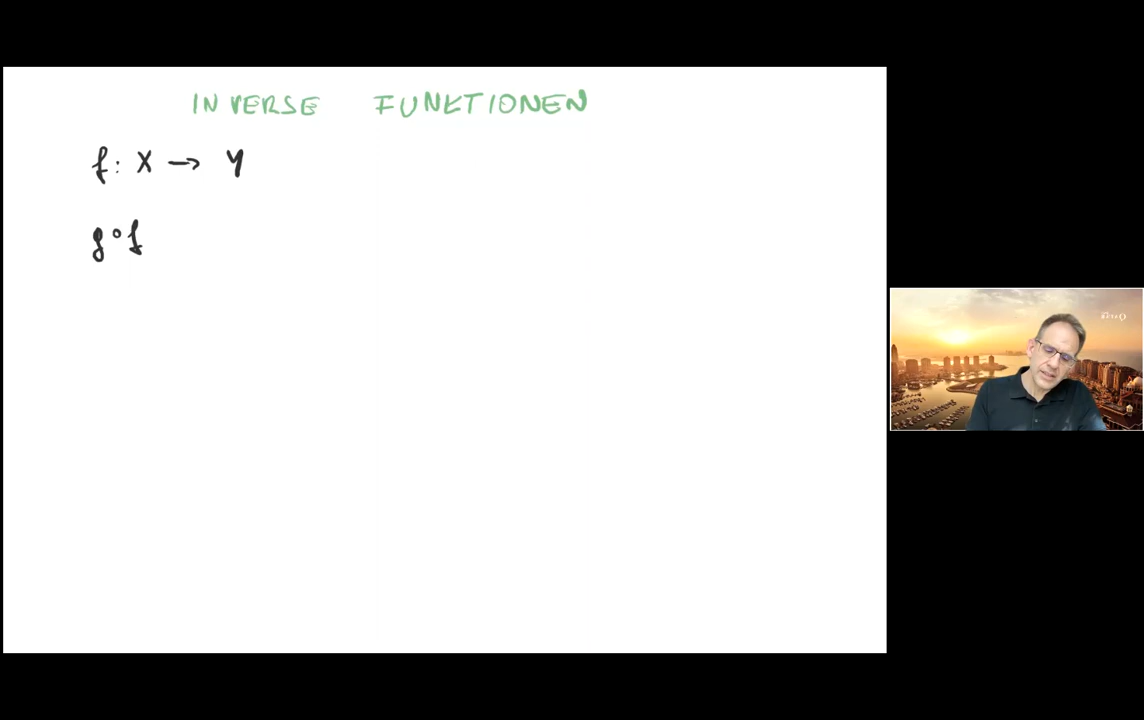 INVERSE FUNKTIONEN
f: X → Y
g∘f